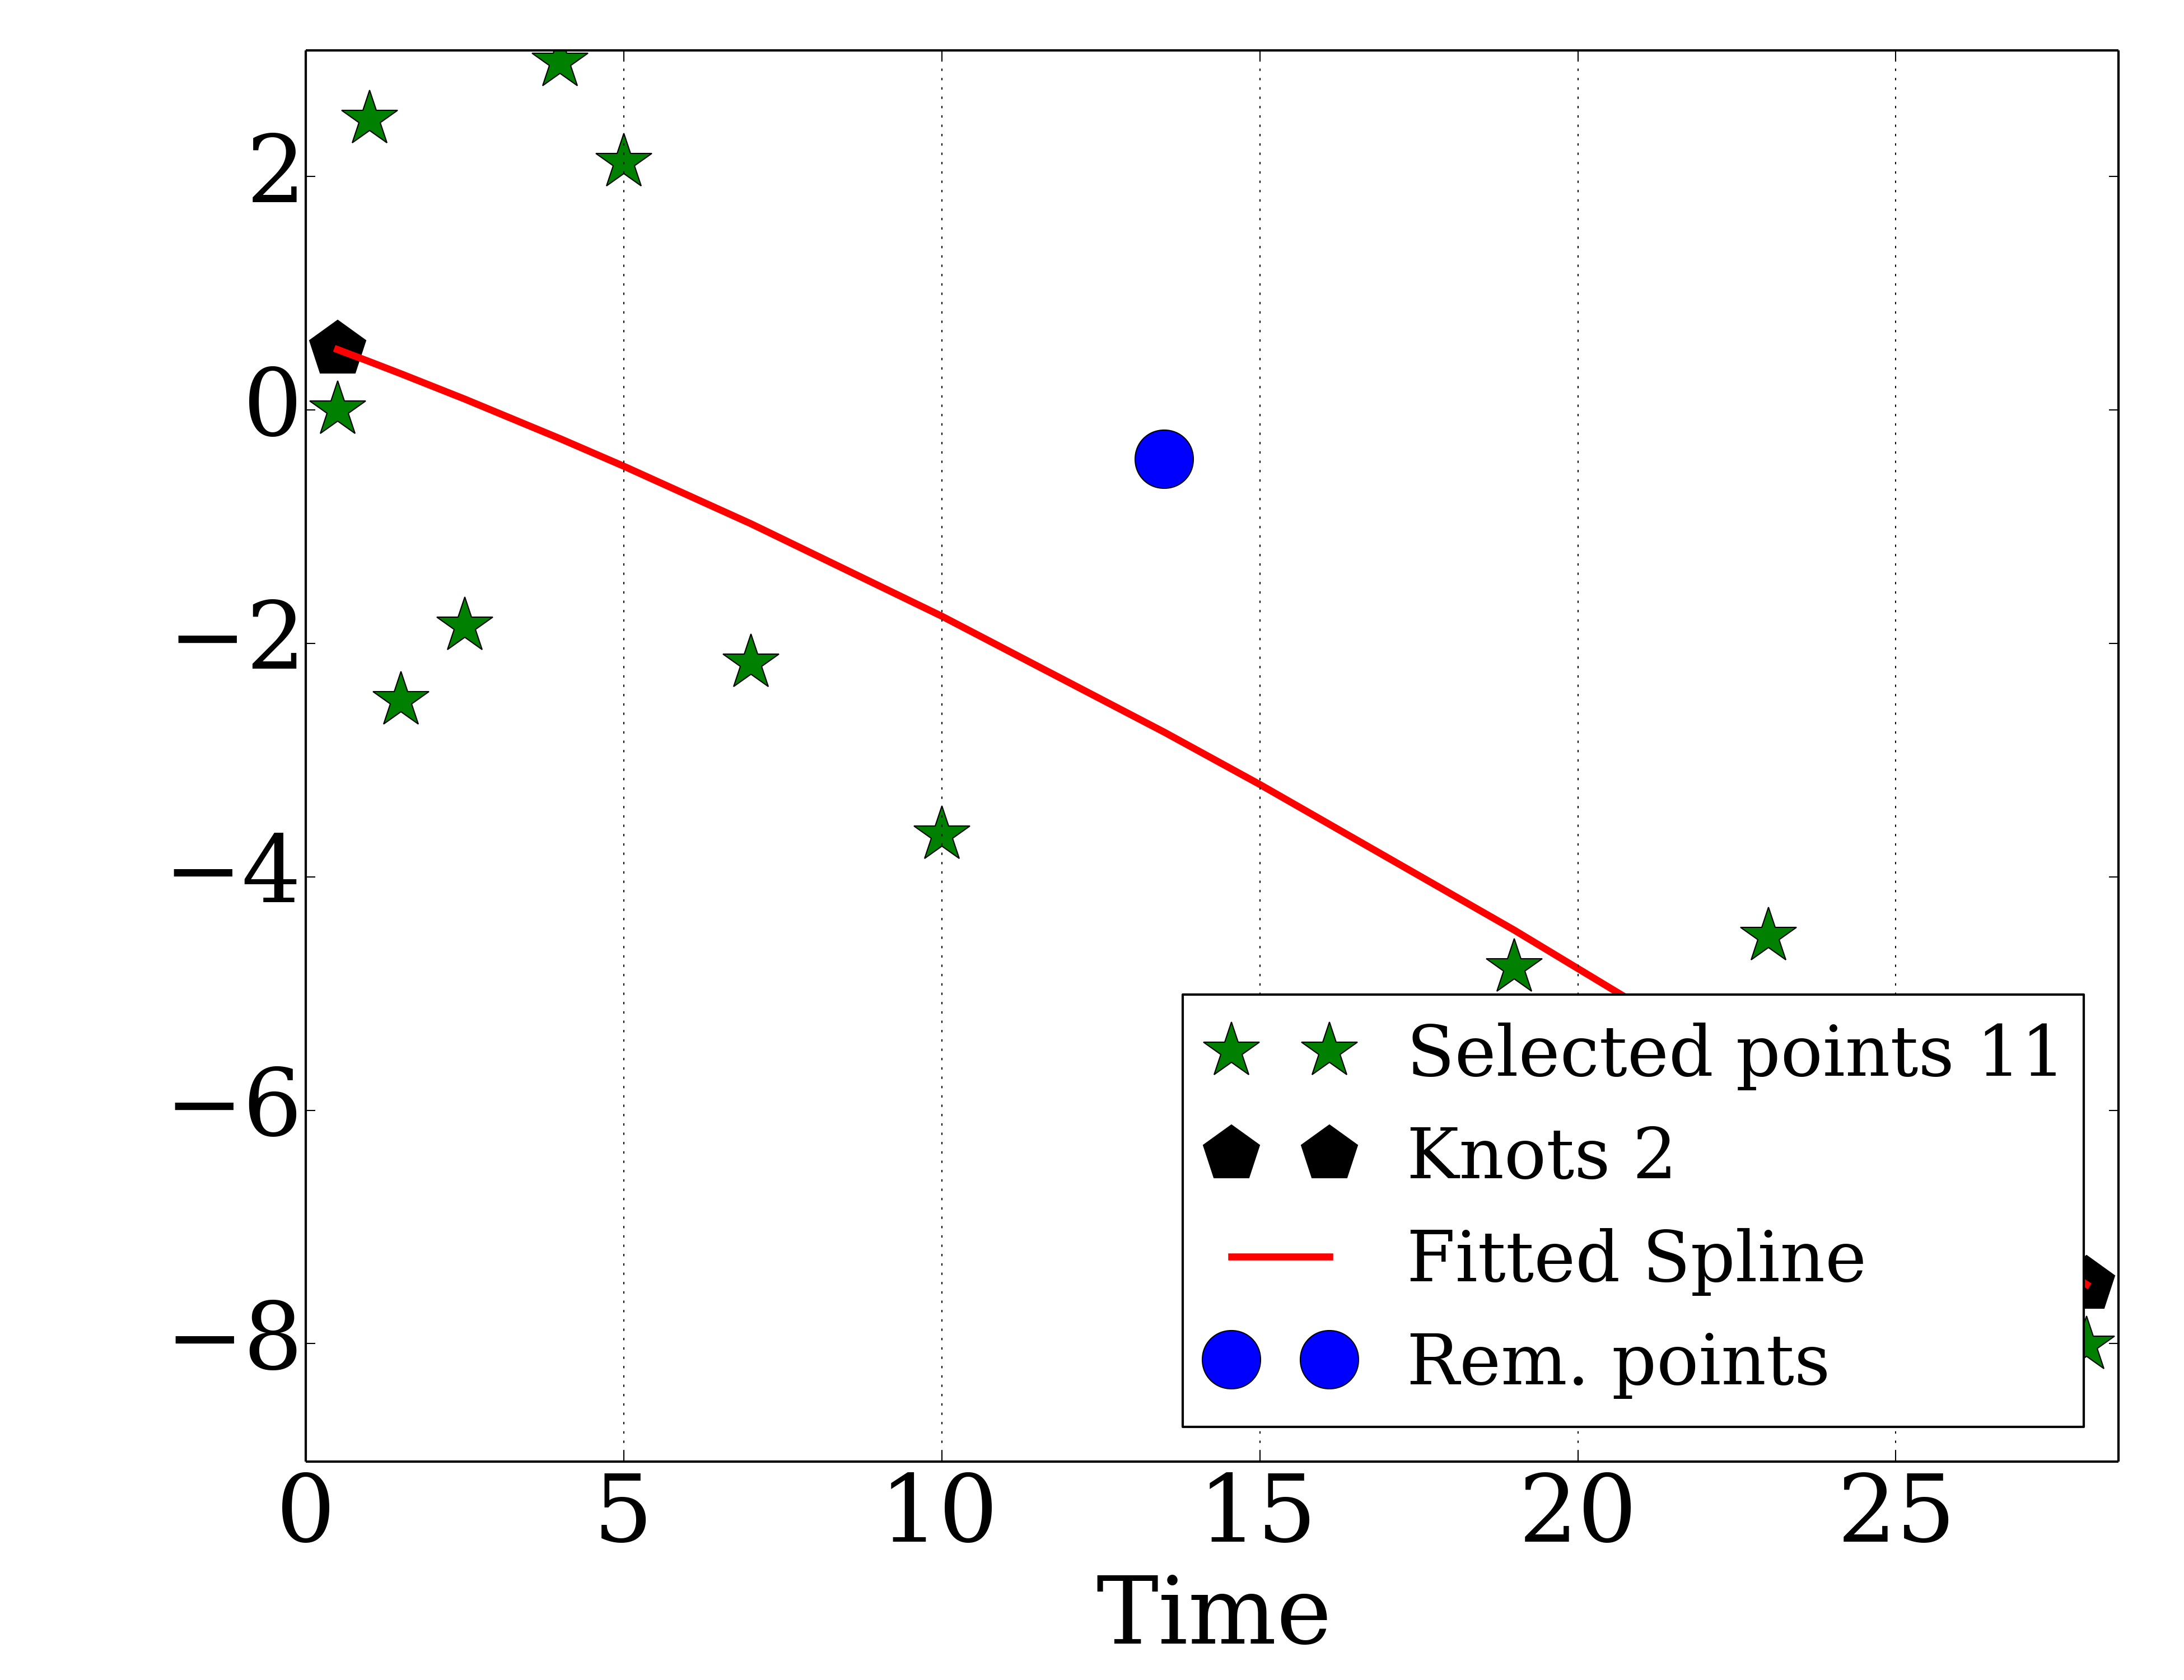 2
0
−2
−4
−6
−8
Selected points 11
Knots 2
Fitted Spline
Rem. points
0 5 10 15 20 25
Time